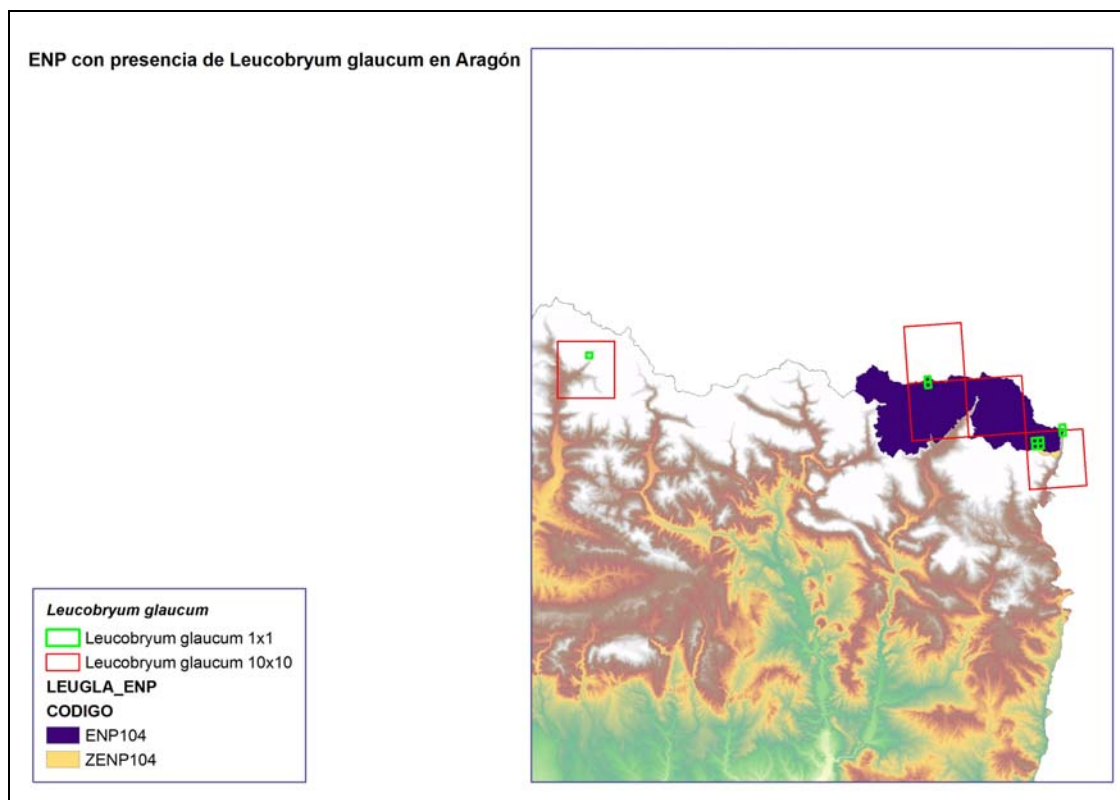 ENP con presencia de Leucobryum glaucum en Aragón
Leucobryum glaucum
Leucobryum glaucum 1x1
Leucobryum glaucum 10x10
LEUGLA_ENP
CODIGO
ENP104
ZENP104